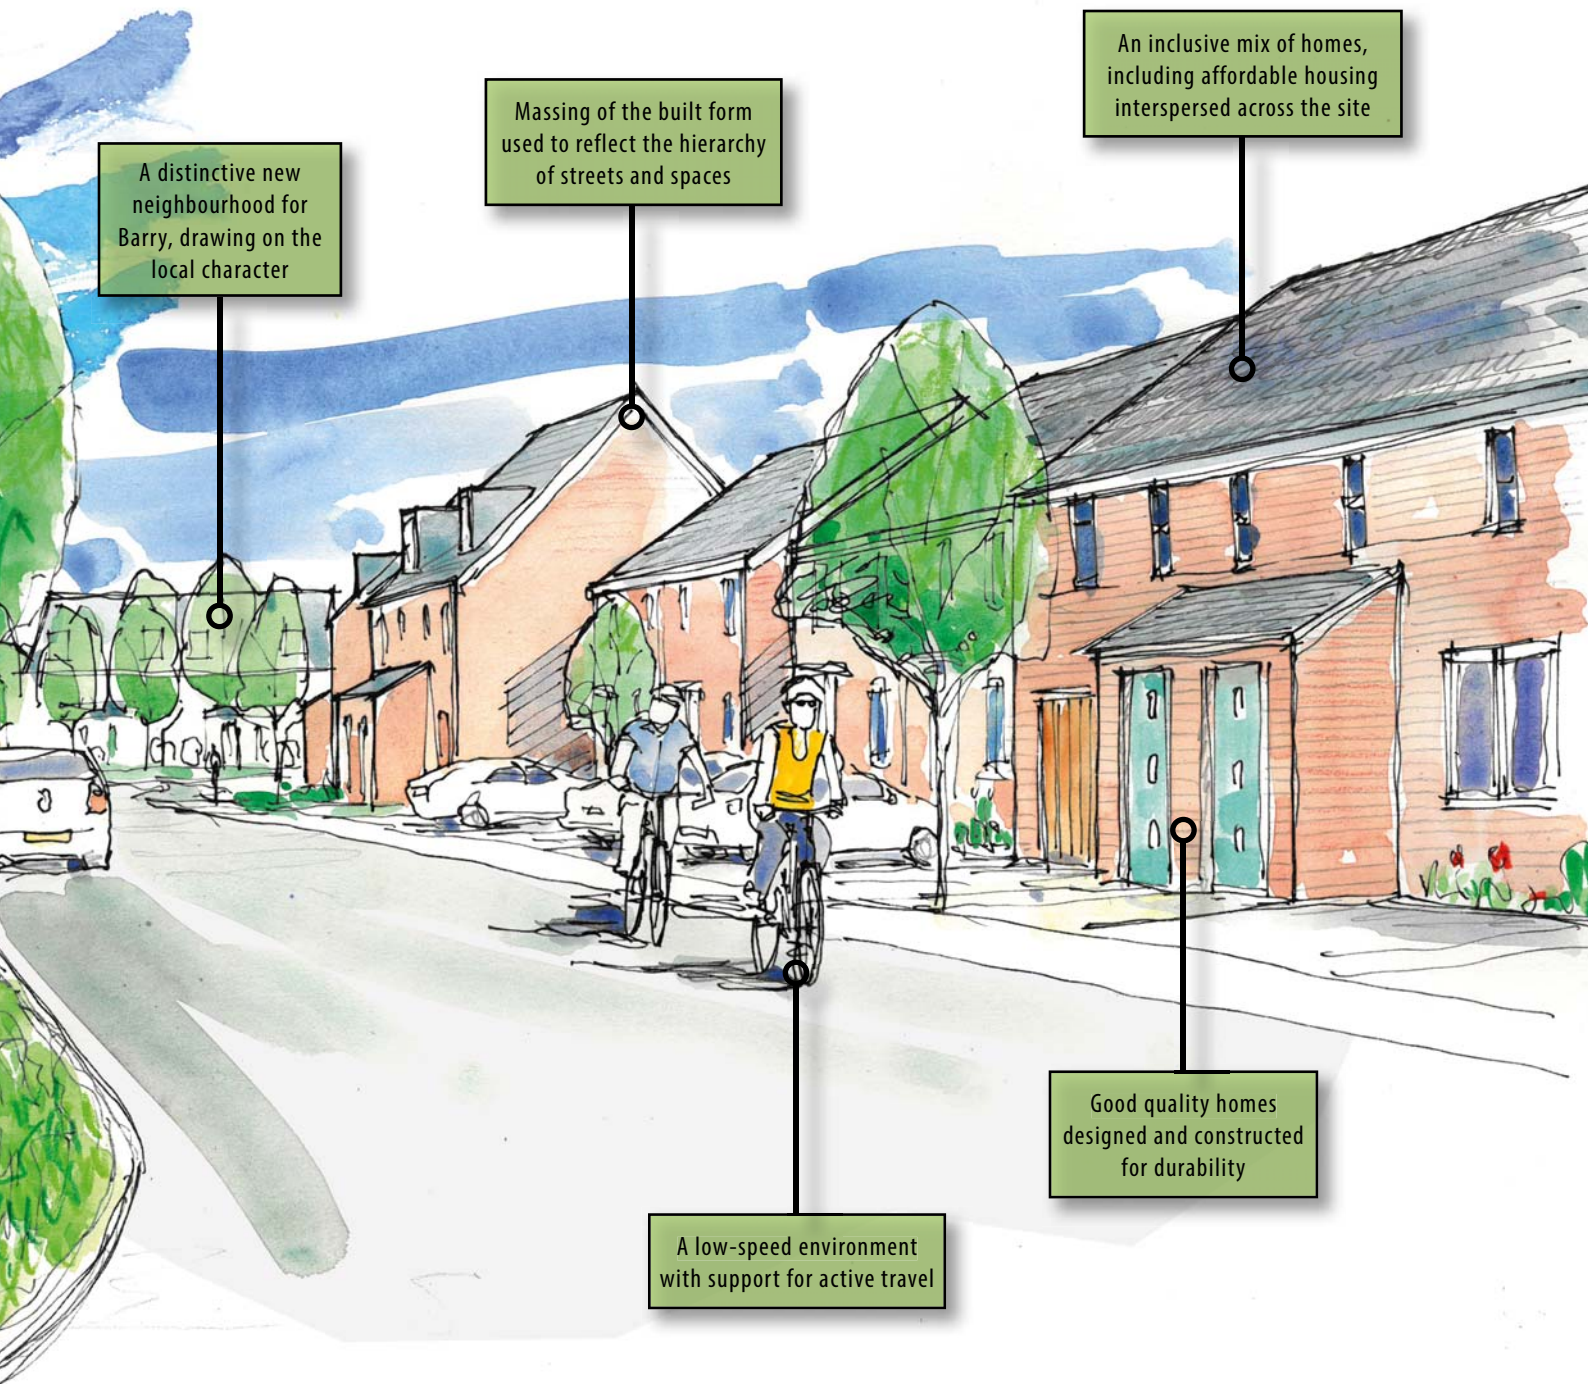 A distinctive new
neighbourhood for
Barry, drawing on the
local character
Massing of the built form
used to reflect the hierarchy
of streets and spaces
An inclusive mix of homes,
including affordable housing
interspersed across the site
Good quality homes
designed and constructed
for durability
A low-speed environment
with support for active travel